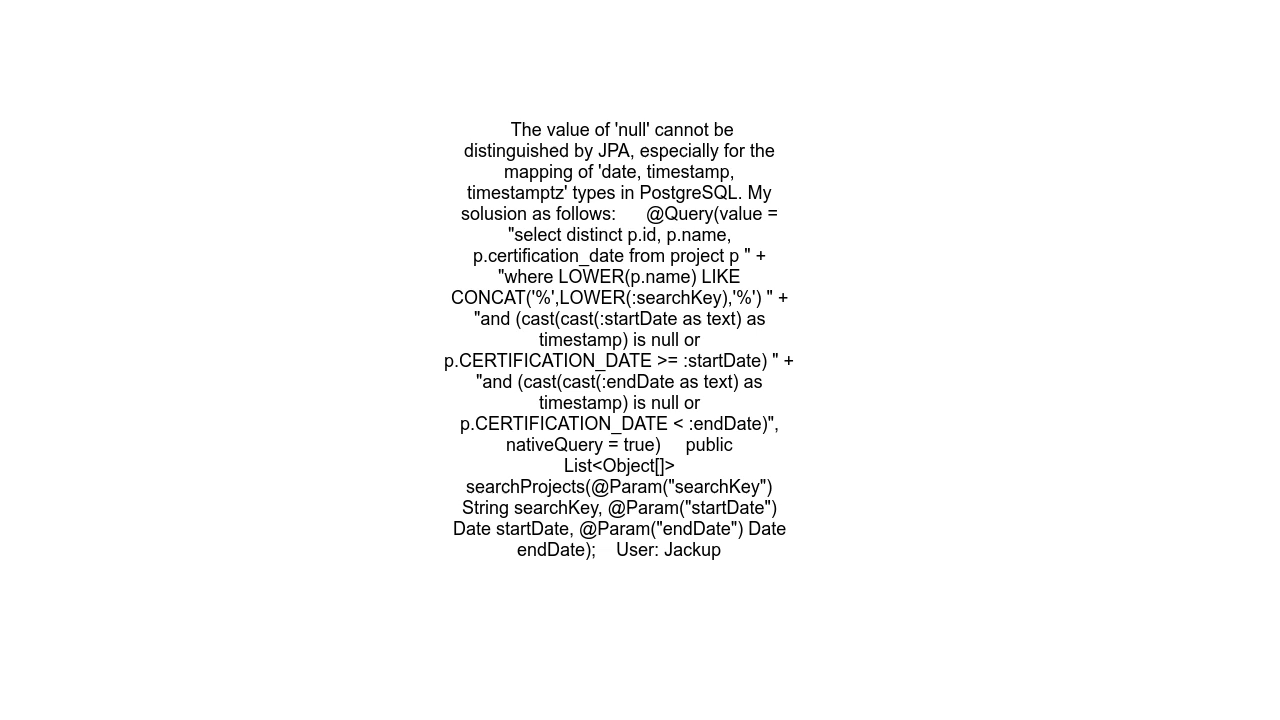 The value of 'null' cannot be
distinguished by JPA, especially for the
mapping of 'date, timestamp,
timestamptz' types in PostgreSQL. My
solusion as follows:      @Query(value =
"select distinct p.id, p.name,
p.certification_date from project p " +
"where LOWER(p.name) LIKE
CONCAT('%',LOWER(:searchKey),'%') " +
"and (cast(cast(:startDate as text) as
timestamp) is null or
p.CERTIFICATION_DATE >= :startDate) " +
"and (cast(cast(:endDate as text) as
timestamp) is null or
p.CERTIFICATION_DATE < :endDate)",
nativeQuery = true)     public
List<Object[]>
searchProjects(@Param("searchKey")
String searchKey, @Param("startDate")
Date startDate, @Param("endDate") Date
endDate);    User: Jackup